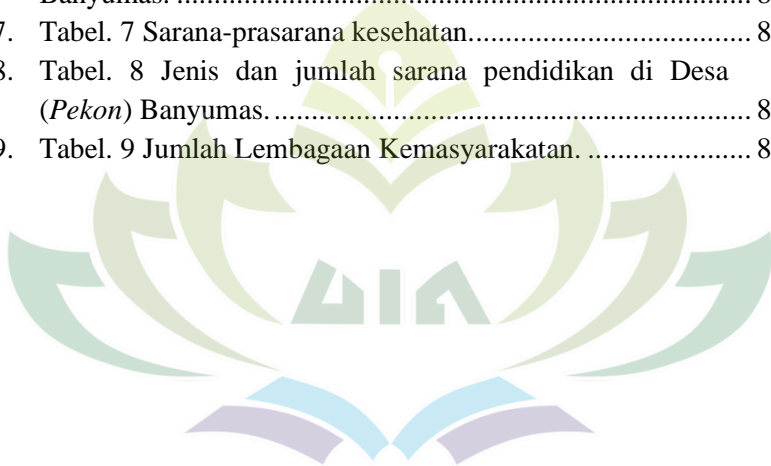 Banyumas. ............................................................................. 8
7. Tabel. 7 Sarana-prasarana kesehatan...................................... 8
8. Tabel. 8 Jenis dan jumlah sarana pendidikan di Desa
(Pekon) Banyumas. ................................................................ 8
9. Tabel. 9 Jumlah Lembagaan Kemasyarakatan. ...................... 8
UIN